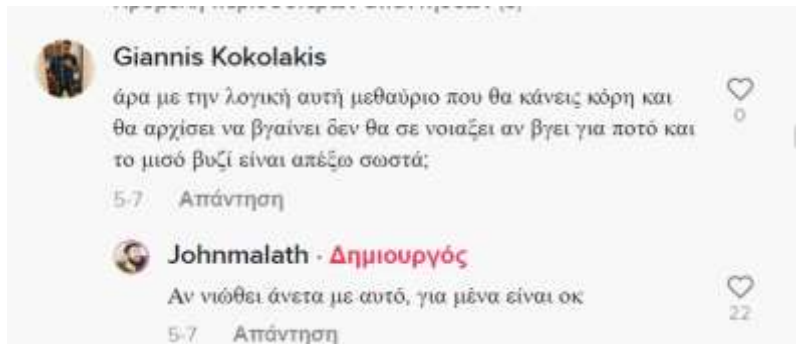 Giannis Kokolakis
άρα με την λογική αυτή μεθαύριο που θα κάνεις κόρη και
θα αρχίσει να βγαίνει δεν θα σε νοιαξει αν βγει για ποτό και
το μισό βυζί είναι απέξω σωστά;
0
5-7 Απάντηση
Johnmalath · Δημιουργός
Αν νιώθει άνετα με αυτό, για μένα είναι οκ
22
5-7 Απάντηση